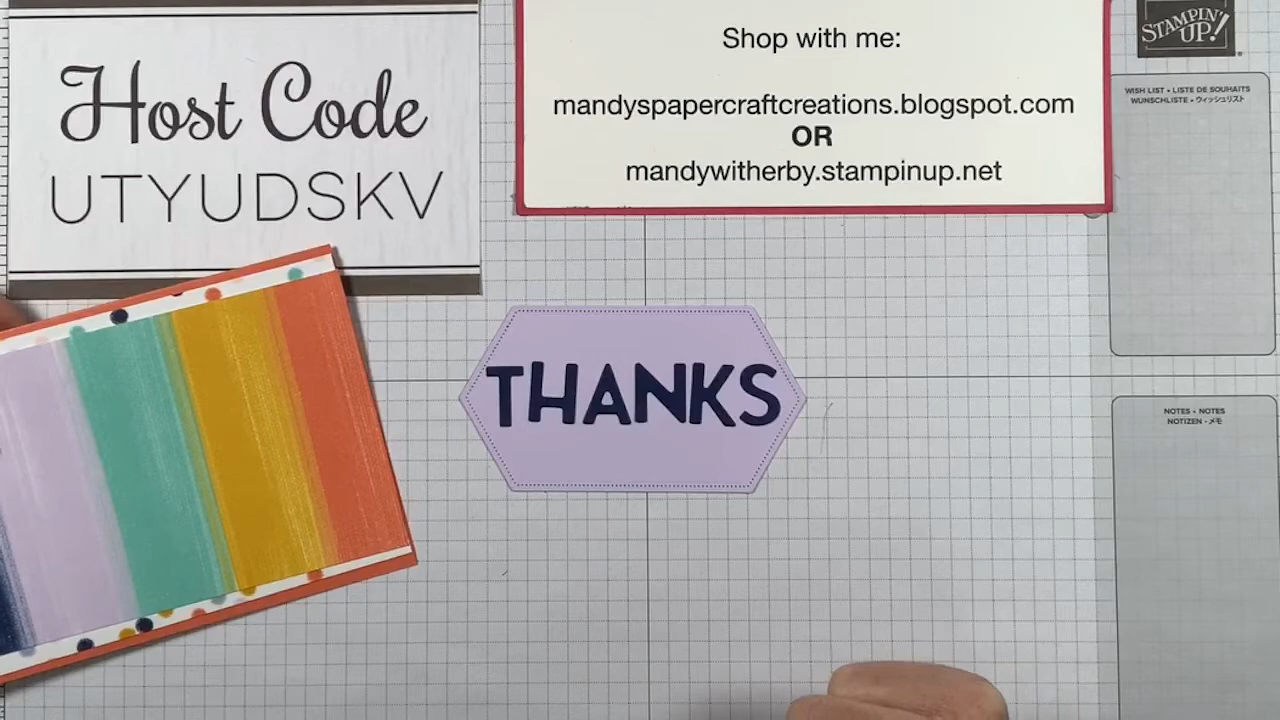 Host Code
UTYUDSKV
Shop with me:
mandyspapercraftcreations.blogspot.com
OR
mandywitherby.stampinup.net
STAMPIN'
UP!
WISH LIST • LISTE DE SOUHAITS
WUNSCHLISTE • ウィッシュリスト
THANKS
NOTES • NOTES
NOTIZEN • メモ